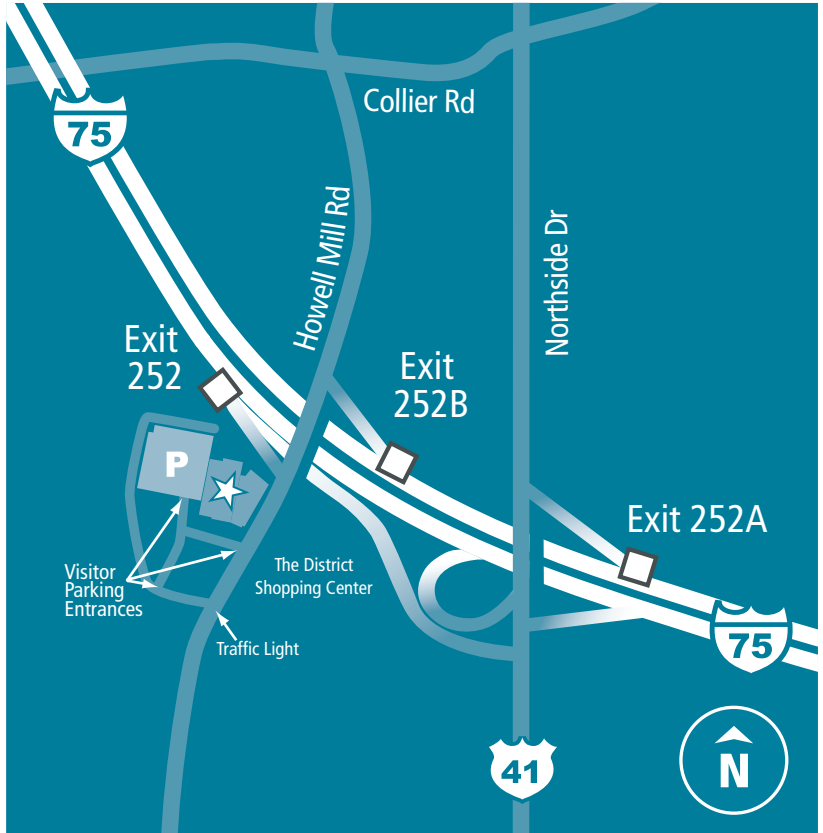 Collier Rd
75
Howell Mill Rd
Northside Dr
Exit
252
Exit
252B
P
Exit 252A
The District
Shopping Center
Visitor
Parking
Entrances
Traffic Light
75
41
N